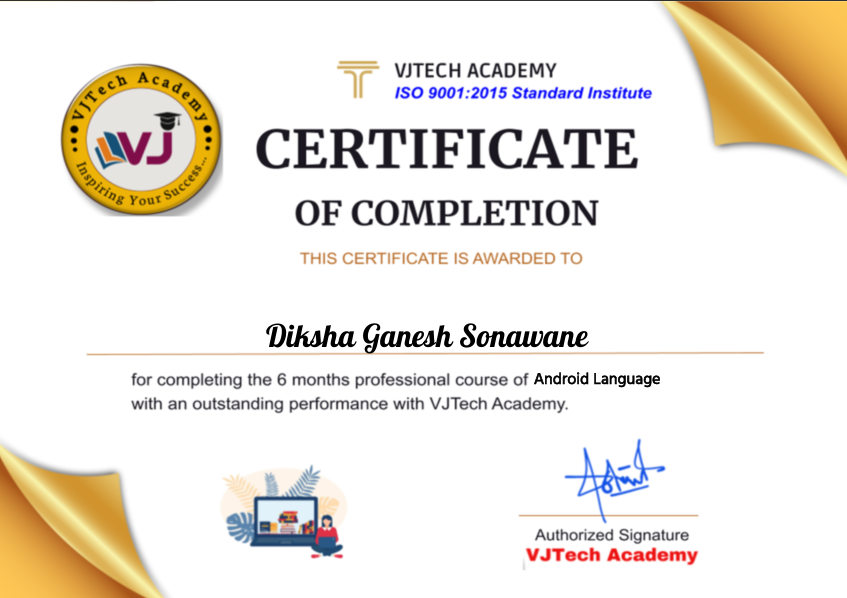 VJTech Academy
VJ
Inspiring Your Success...
VJTECH ACADEMY
ISO 9001:2015 Standard Institute
CERTIFICATE
OF COMPLETION
THIS CERTIFICATE IS AWARDED TO
Diksha Ganesh Sonawane
for completing the 6 months professional course of Android Language
with an outstanding performance with VJTech Academy.
Authorized Signature
VJTech Academy